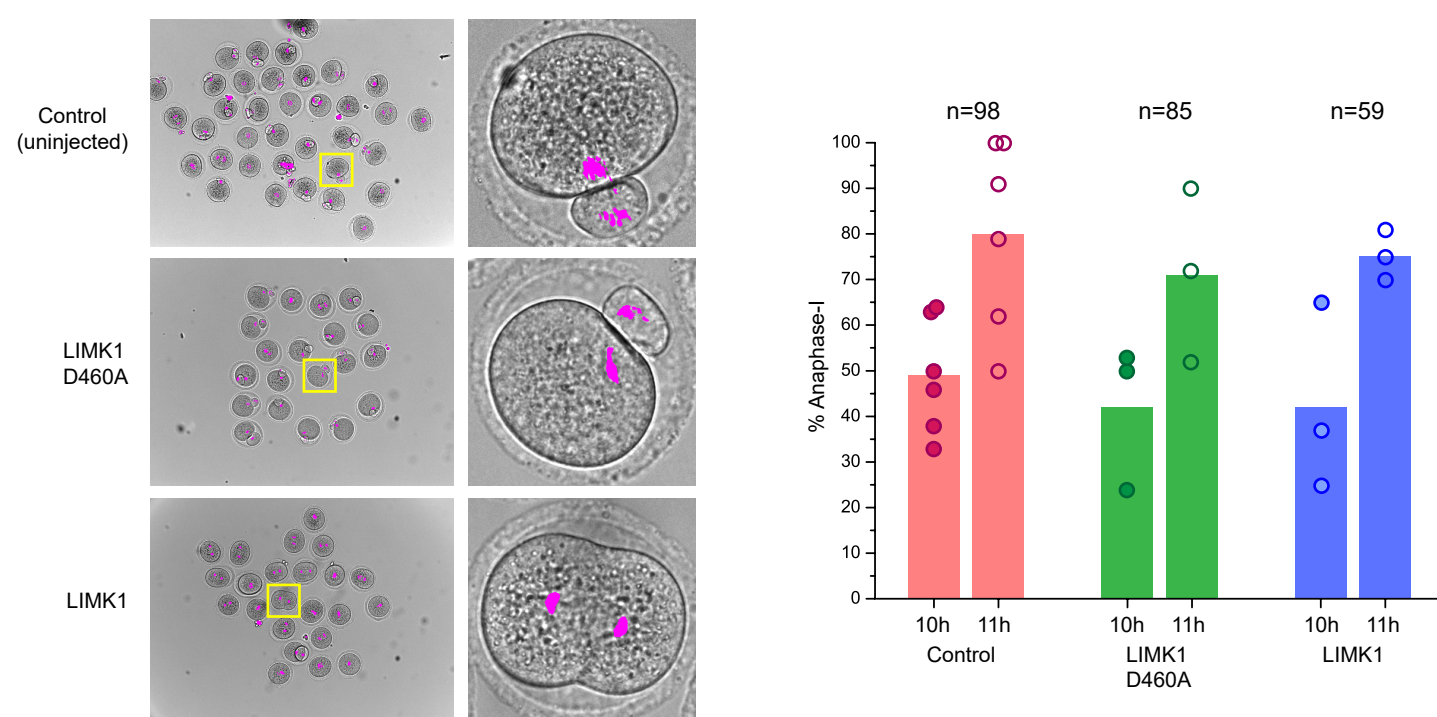 Control
(uninjected)
LIMK1
D460A
LIMK1
n=98
n=85
n=59
% Anaphase-I
100
90
80
70
60
50
40
30
20
10
0
10h
11h
10h
11h
10h
11h
Control
LIMK1
D460A
LIMK1